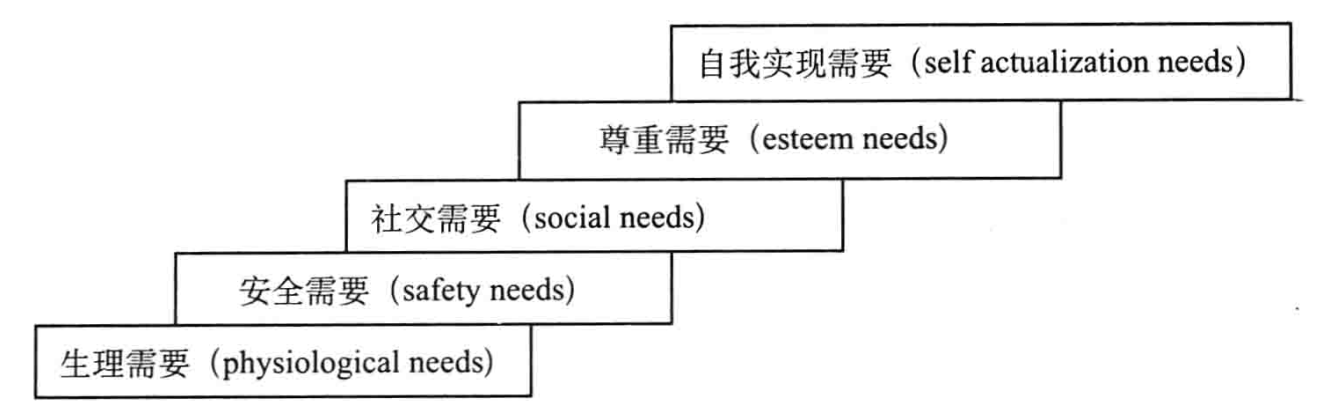 自我实现需要（self actualization needs）
尊重需要（esteem needs）
社交需要（social needs）
安全需要（safety needs）
生理需要（physiological needs）